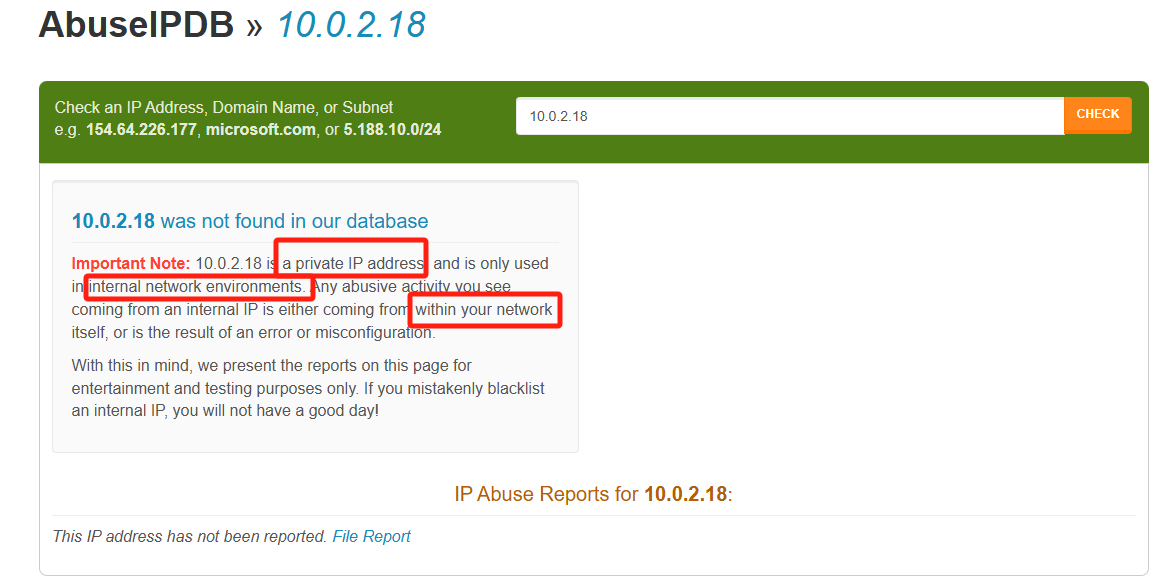 AbuseIPDB » 10.0.2.18
Check an IP Address, Domain Name, or Subnet
e.g. 154.64.226.177, microsoft.com, or 5.188.10.0/24
10.0.2.18
CHECK
10.0.2.18 was not found in our database
Important Note: 10.0.2.18 is a private IP address and is only used
in internal network environments. Any abusive activity you see
coming from an internal IP is either coming from within your network
itself, or is the result of an error or misconfiguration.
With this in mind, we present the reports on this page for
entertainment and testing purposes only. If you mistakenly blacklist
an internal IP, you will not have a good day!
IP Abuse Reports for 10.0.2.18:
This IP address has not been reported. File Report